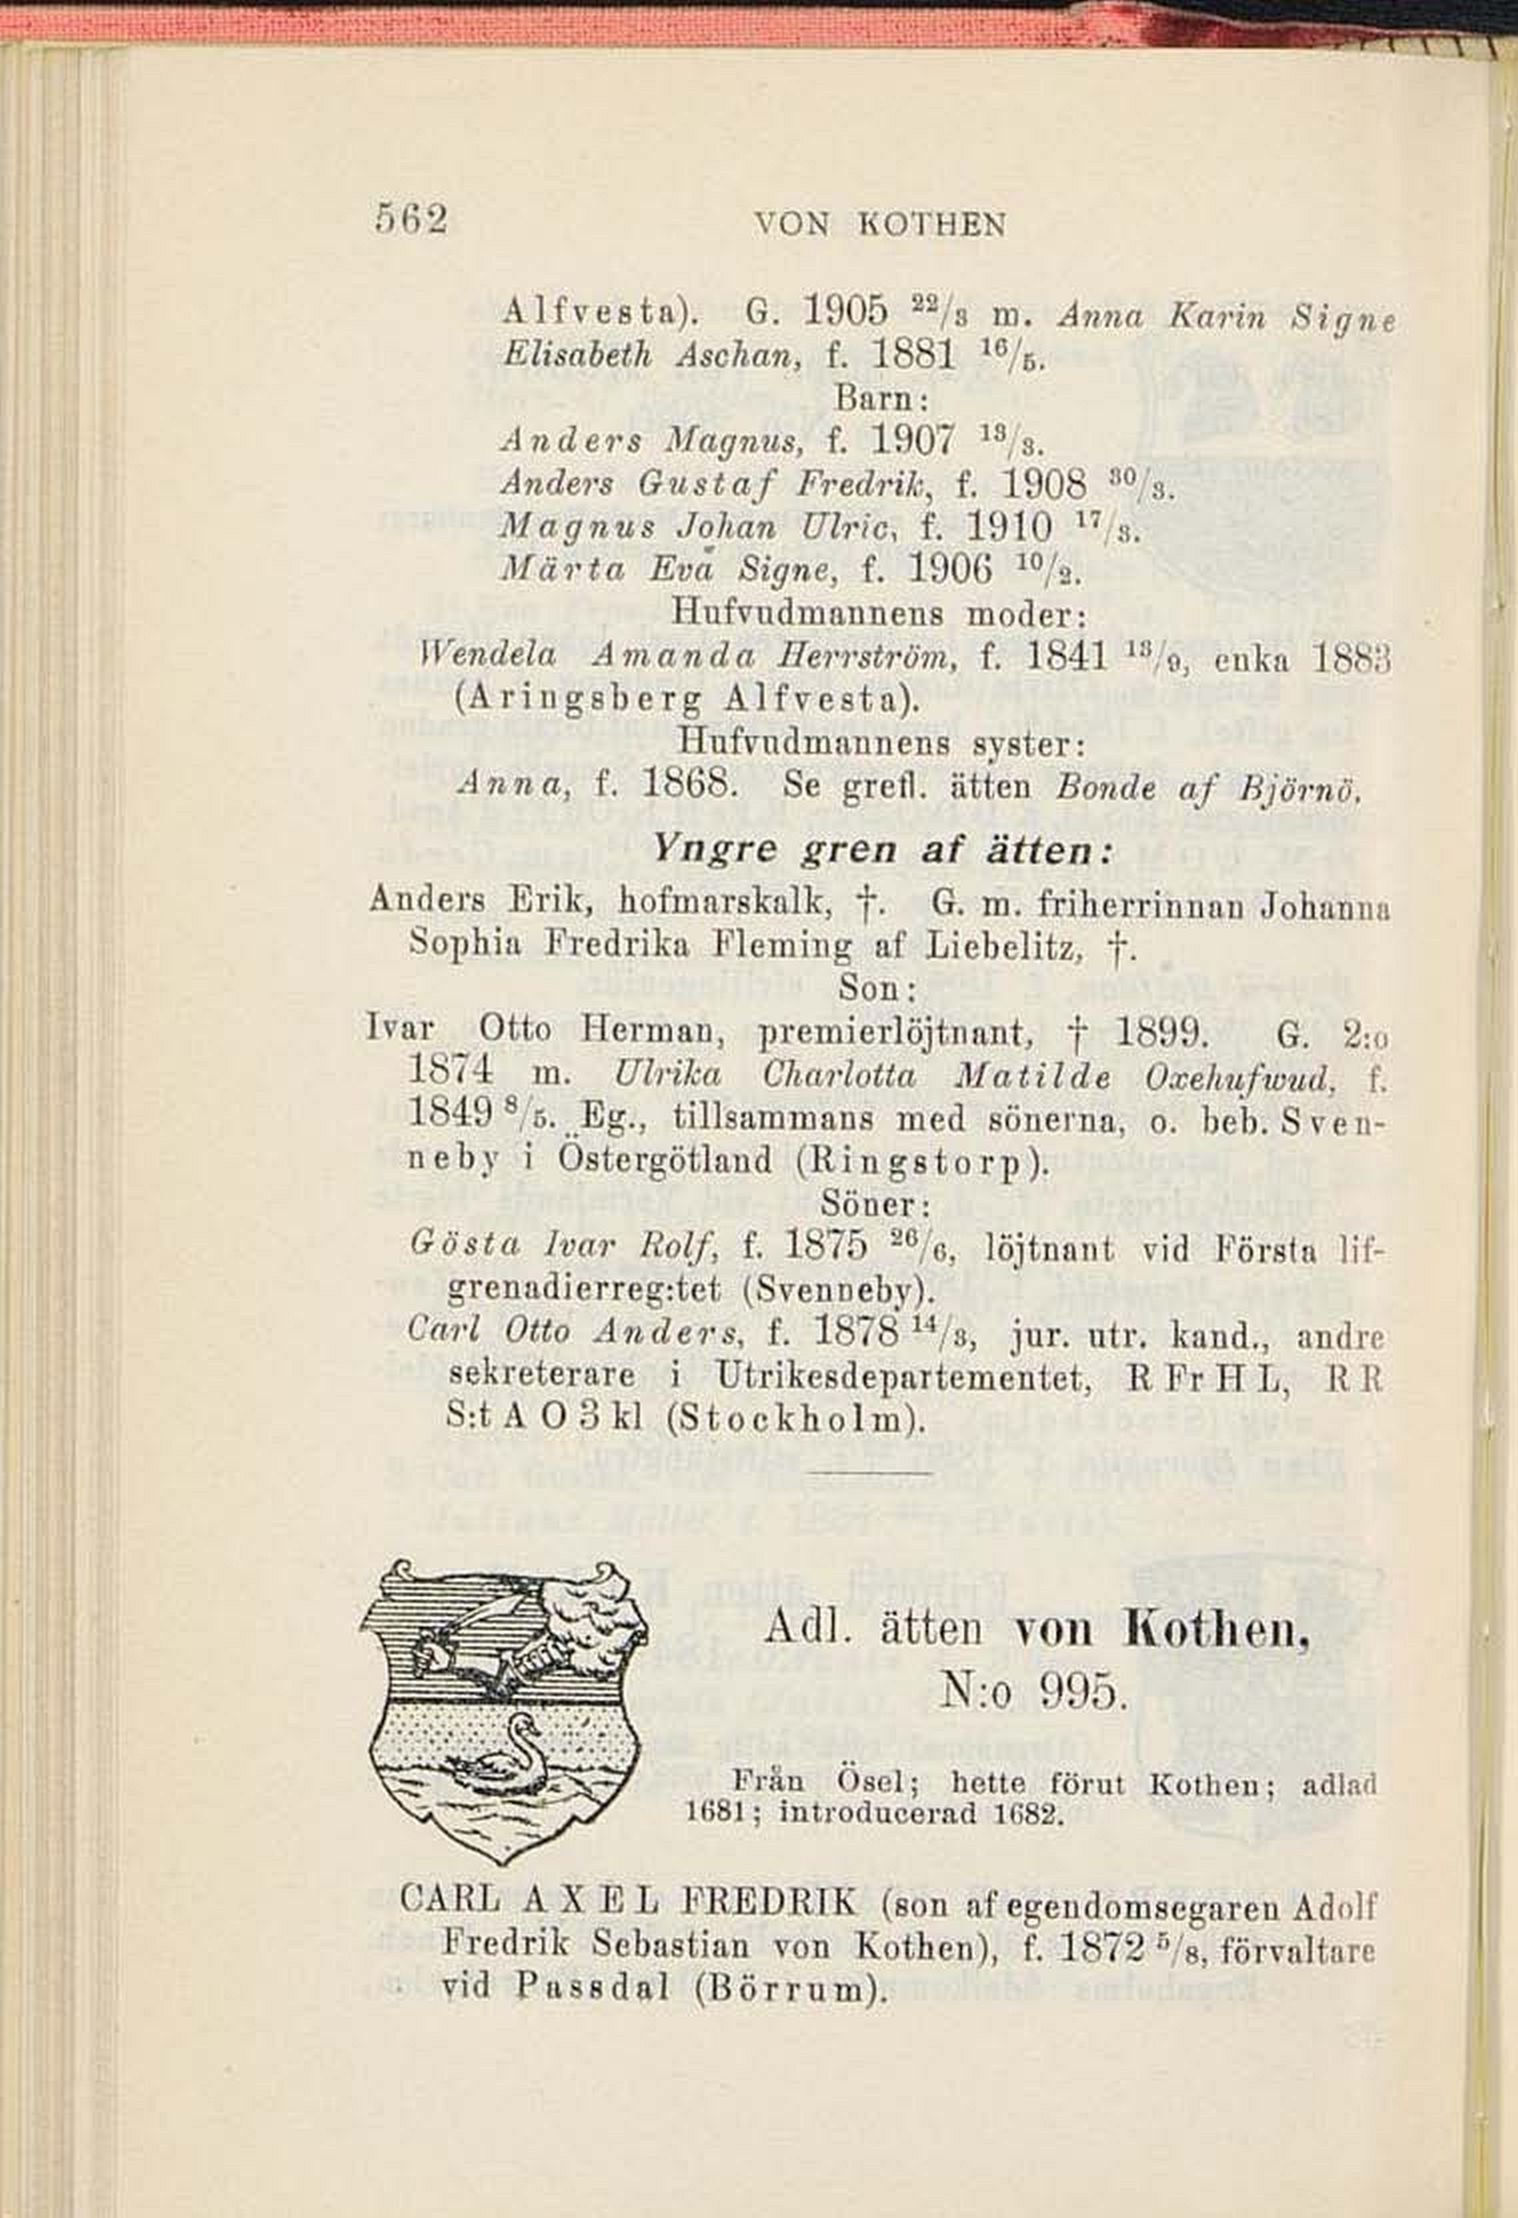 562 VON KOTHEN
Alfvesta). G. 1905 22/3 m. Anna Karin Signe
Elisabeth Aschan, f. 1881 16/5.
Barn:
Anders Magnus, f. 1907 13/3.
Anders Gustaf Fredrik, f. 1908 30/3.
Magnus Johan Ulric, f. 1910 17/3.
Märta Eva Signe, f. 1906 10/2.
Hufvudmannens moder:
Wendela Amanda Herrström, f. 1841 13/9, enka 1883
(Aringsberg Alfvesta).
Hufvudmannens syster:
Anna, f. 1868. Se grefl. ätten Bonde af Björnö.
Yngre gren af ätten:
Anders Erik, hofmarskalk, †. G. m. friherrinnan Johanna
Sophia Fredrika Fleming af Liebelitz, †.
Son:
Ivar Otto Herman, premierlöjtnant, † 1899. G. 2:o
1874 m. Ulrika Charlotta Matilde Oxehufwud, f.
1849 8/5. Eg., tillsammans med sönerna, o. beb. Sven-
neby i Östergötland (Ringstorp).
Söner:
Gösta Ivar Rolf, f. 1875 26/6, löjtnant vid Första lif-
grenadierreg:tet (Svenneby).
Carl Otto Anders, f. 1878 14/3, jur. utr. kand., andre
sekreterare i Utrikesdepartementet, R Fr H L, R R
S:t A O 3 kl (Stockholm).
Adl. ätten von Kothen,
N:o 995.
Från Ösel; hette förut Kothen; adlad
1681; introducerad 1682.
CARL AXEL FREDRIK (son af egendomsegaren Adolf
Fredrik Sebastian von Kothen), f. 1872 5/8, förvaltare
vid Passdal (Börrum).